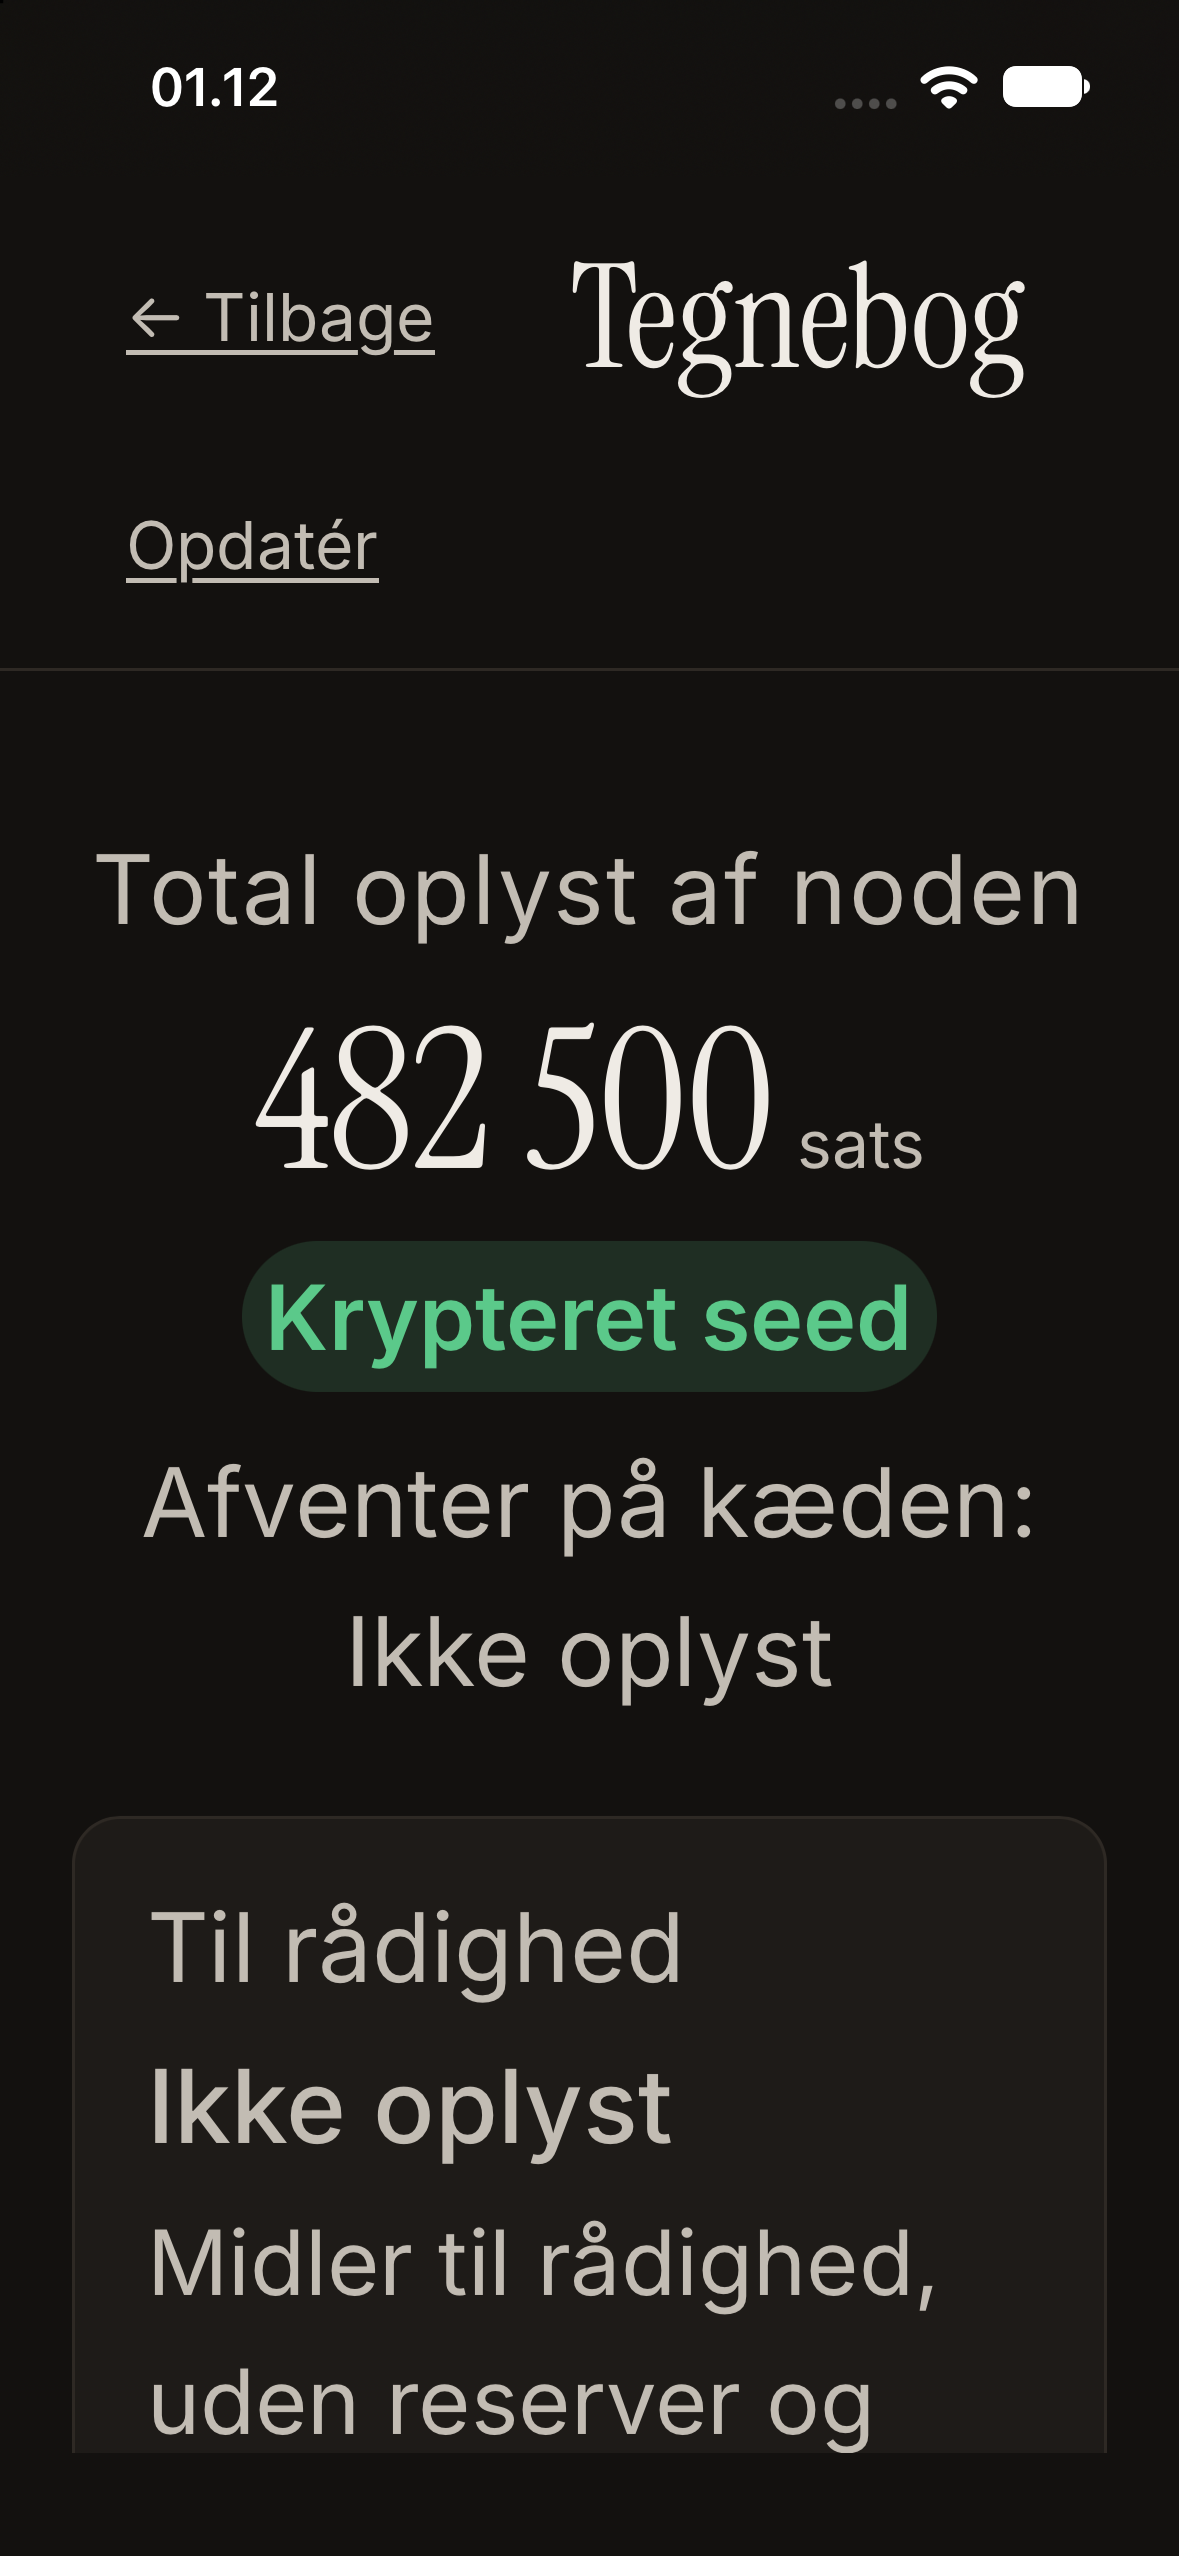 01.12
← Tilbage
Tegnebog
Opdatér
Total oplyst af noden
482 500 sats
Krypteret seed
Afventer på kæden:
Ikke oplyst
Til rådighed
Ikke oplyst
Midler til rådighed,
uden reserver og